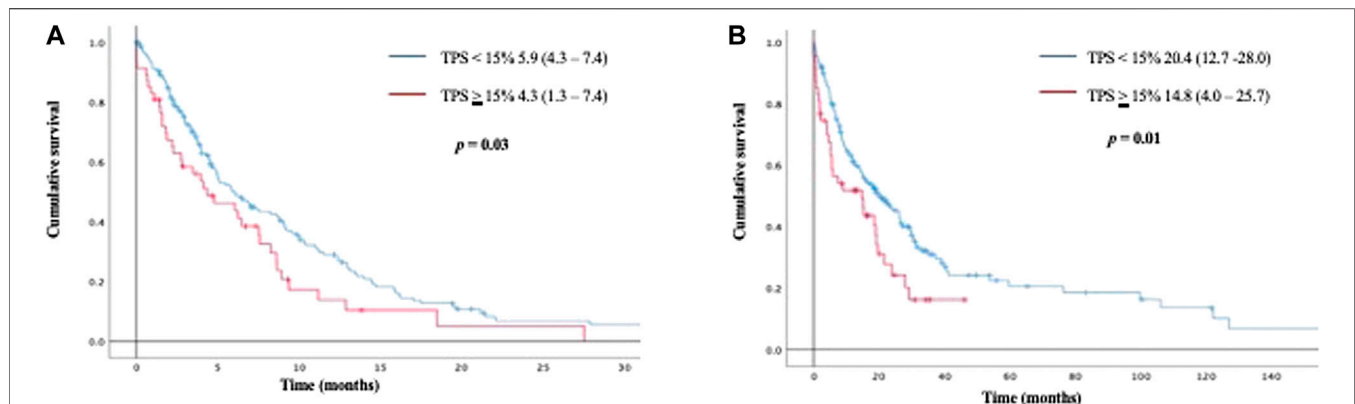 A
TPS < 15% 5.9 (4.3 – 7.4)
TPS ≥ 15% 4.3 (1.3 – 7.4)
p = 0.03
Cumulative survival
1.0
0.8
0.6
0.4
0.2
0.0
0 5 10 15 20 25 30
Time (months)
B
TPS < 15% 20.4 (12.7 -28.0)
TPS ≥ 15% 14.8 (4.0 – 25.7)
p = 0.01
Cumulative survival
1.0
0.8
0.6
0.4
0.2
0.0
0 20 40 60 80 100 120 140
Time (months)